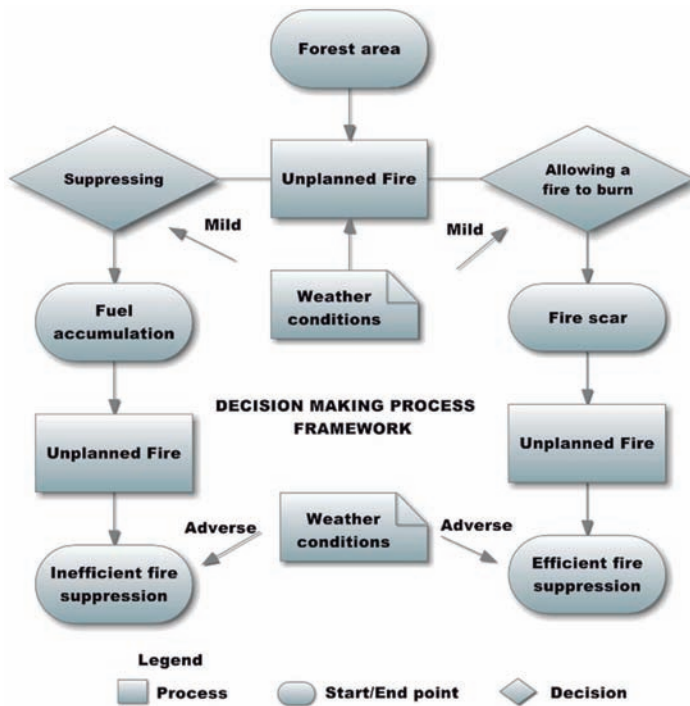 Forest area
Suppressing
Unplanned Fire
Allowing a
fire to burn
Mild
Mild
Weather
conditions
Fuel
accumulation
Fire scar
DECISION MAKING PROCESS
FRAMEWORK
Unplanned Fire
Unplanned Fire
Adverse
Weather
conditions
Adverse
Inefficient fire
suppression
Efficient fire
suppression
Legend
Process
Start/End point
Decision